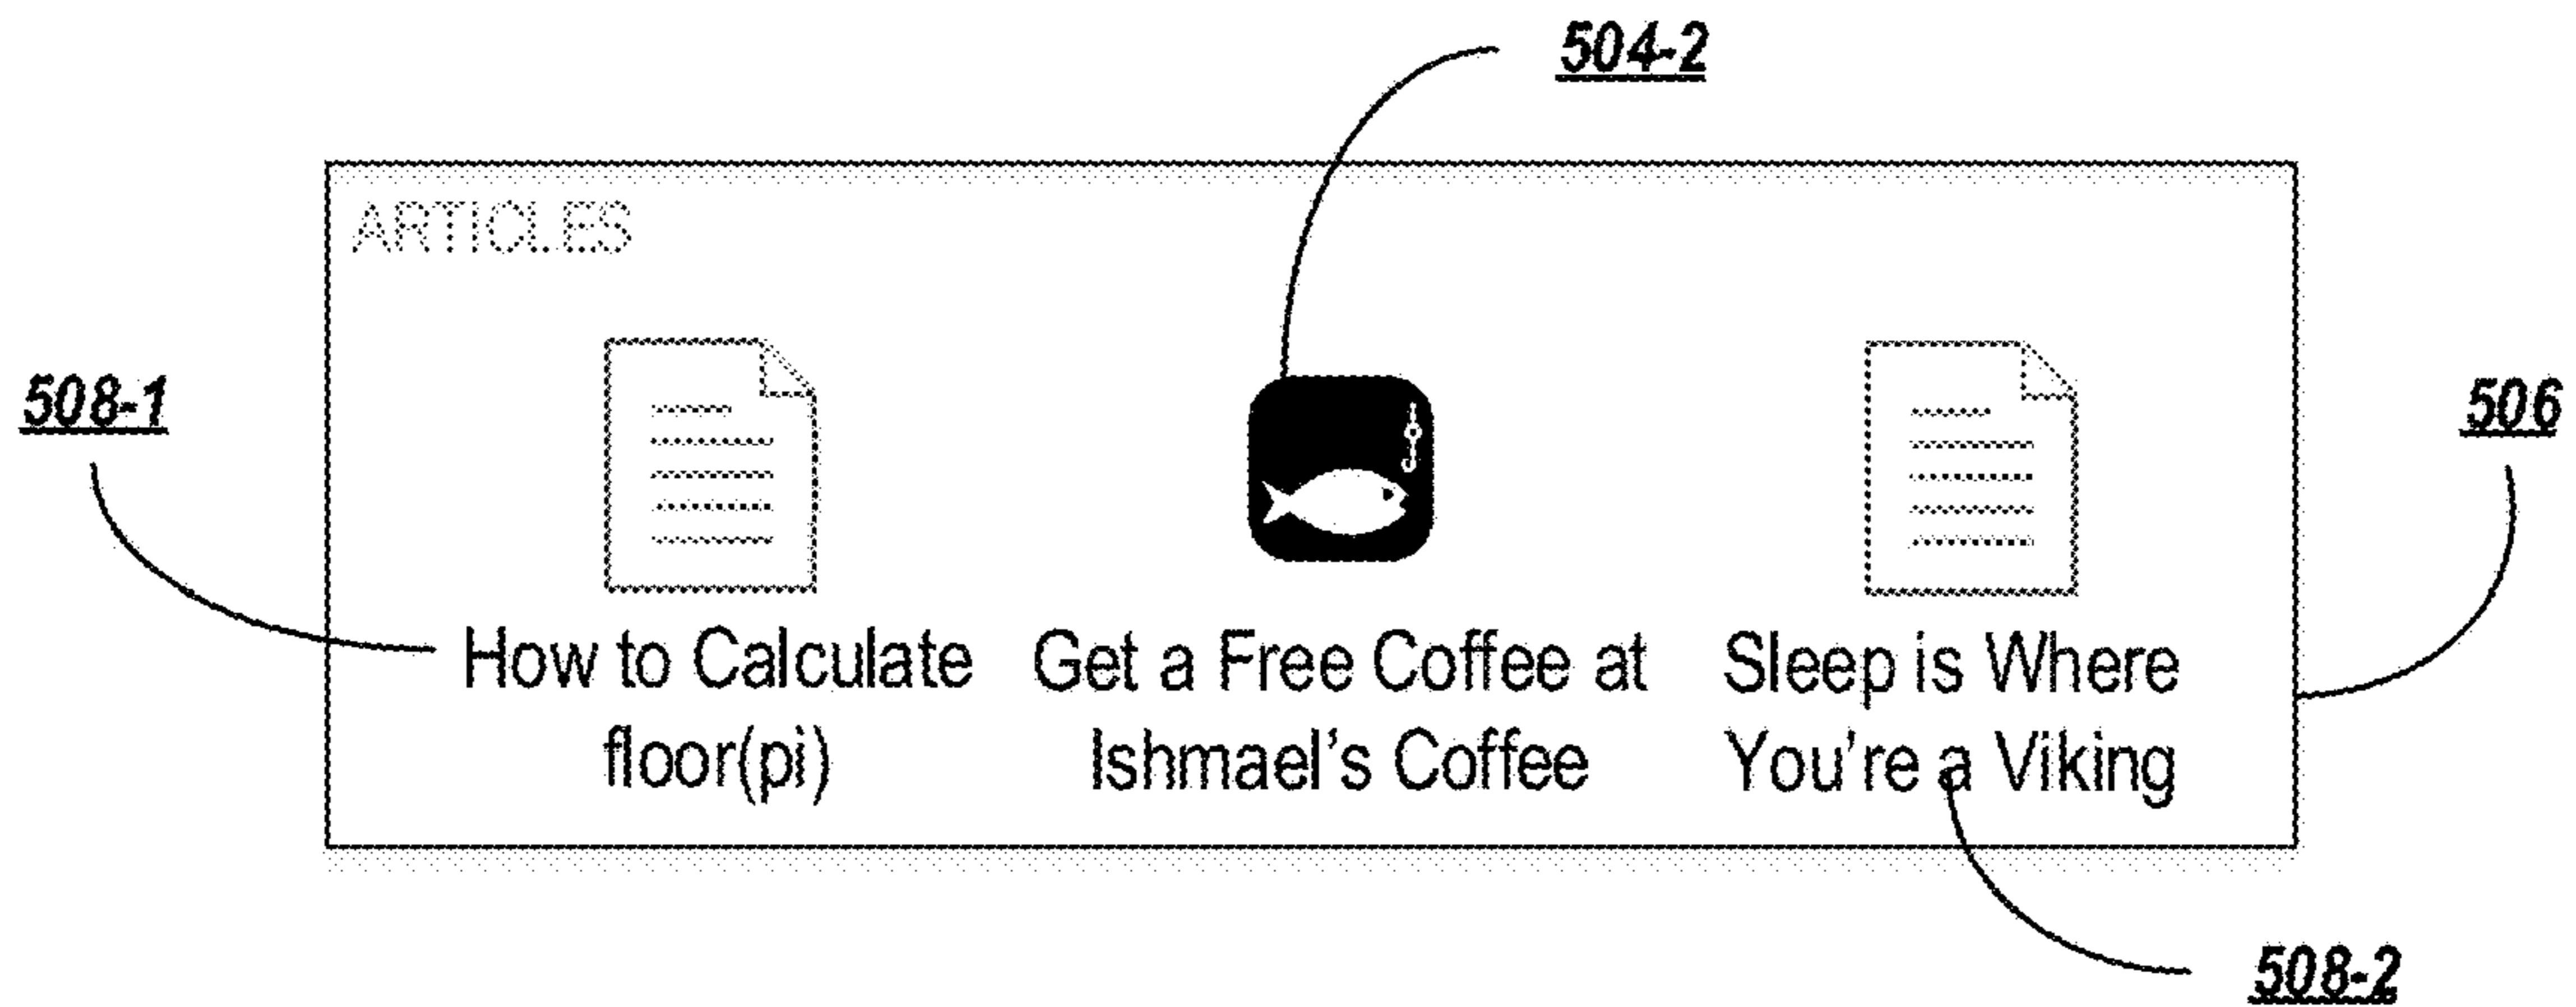 504-2
ARTICLES
508-1
506
How to Calculate
floor(pi)
Get a Free Coffee at
Ishmael's Coffee
Sleep is Where
You're a Viking
508-2